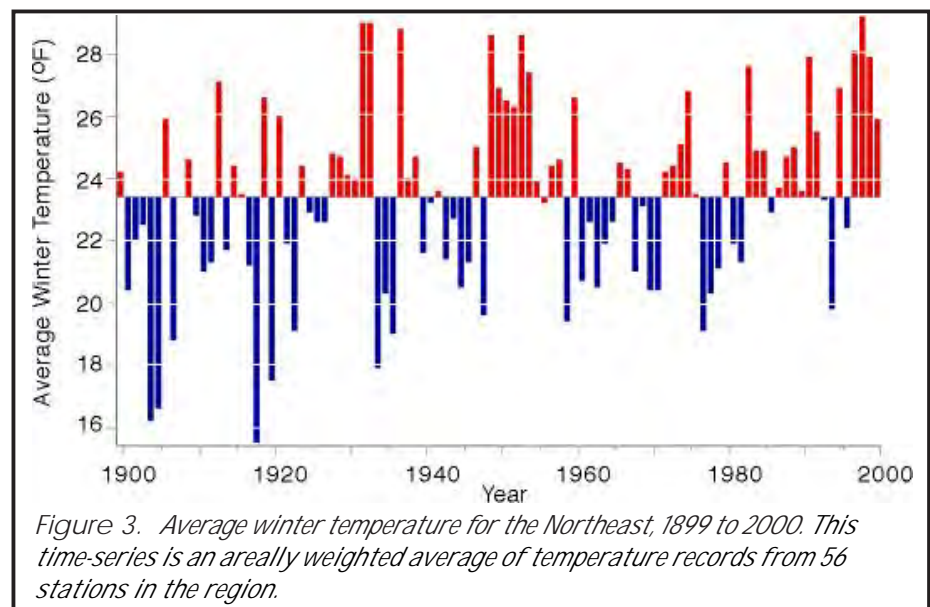 Average Winter Temperature (ºF)
28
26
24
22
20
18
16
1900 1920 1940 1960 1980 2000
Year
Figure 3. Average winter temperature for the Northeast, 1899 to 2000. This
time-series is an areally weighted average of temperature records from 56
stations in the region.